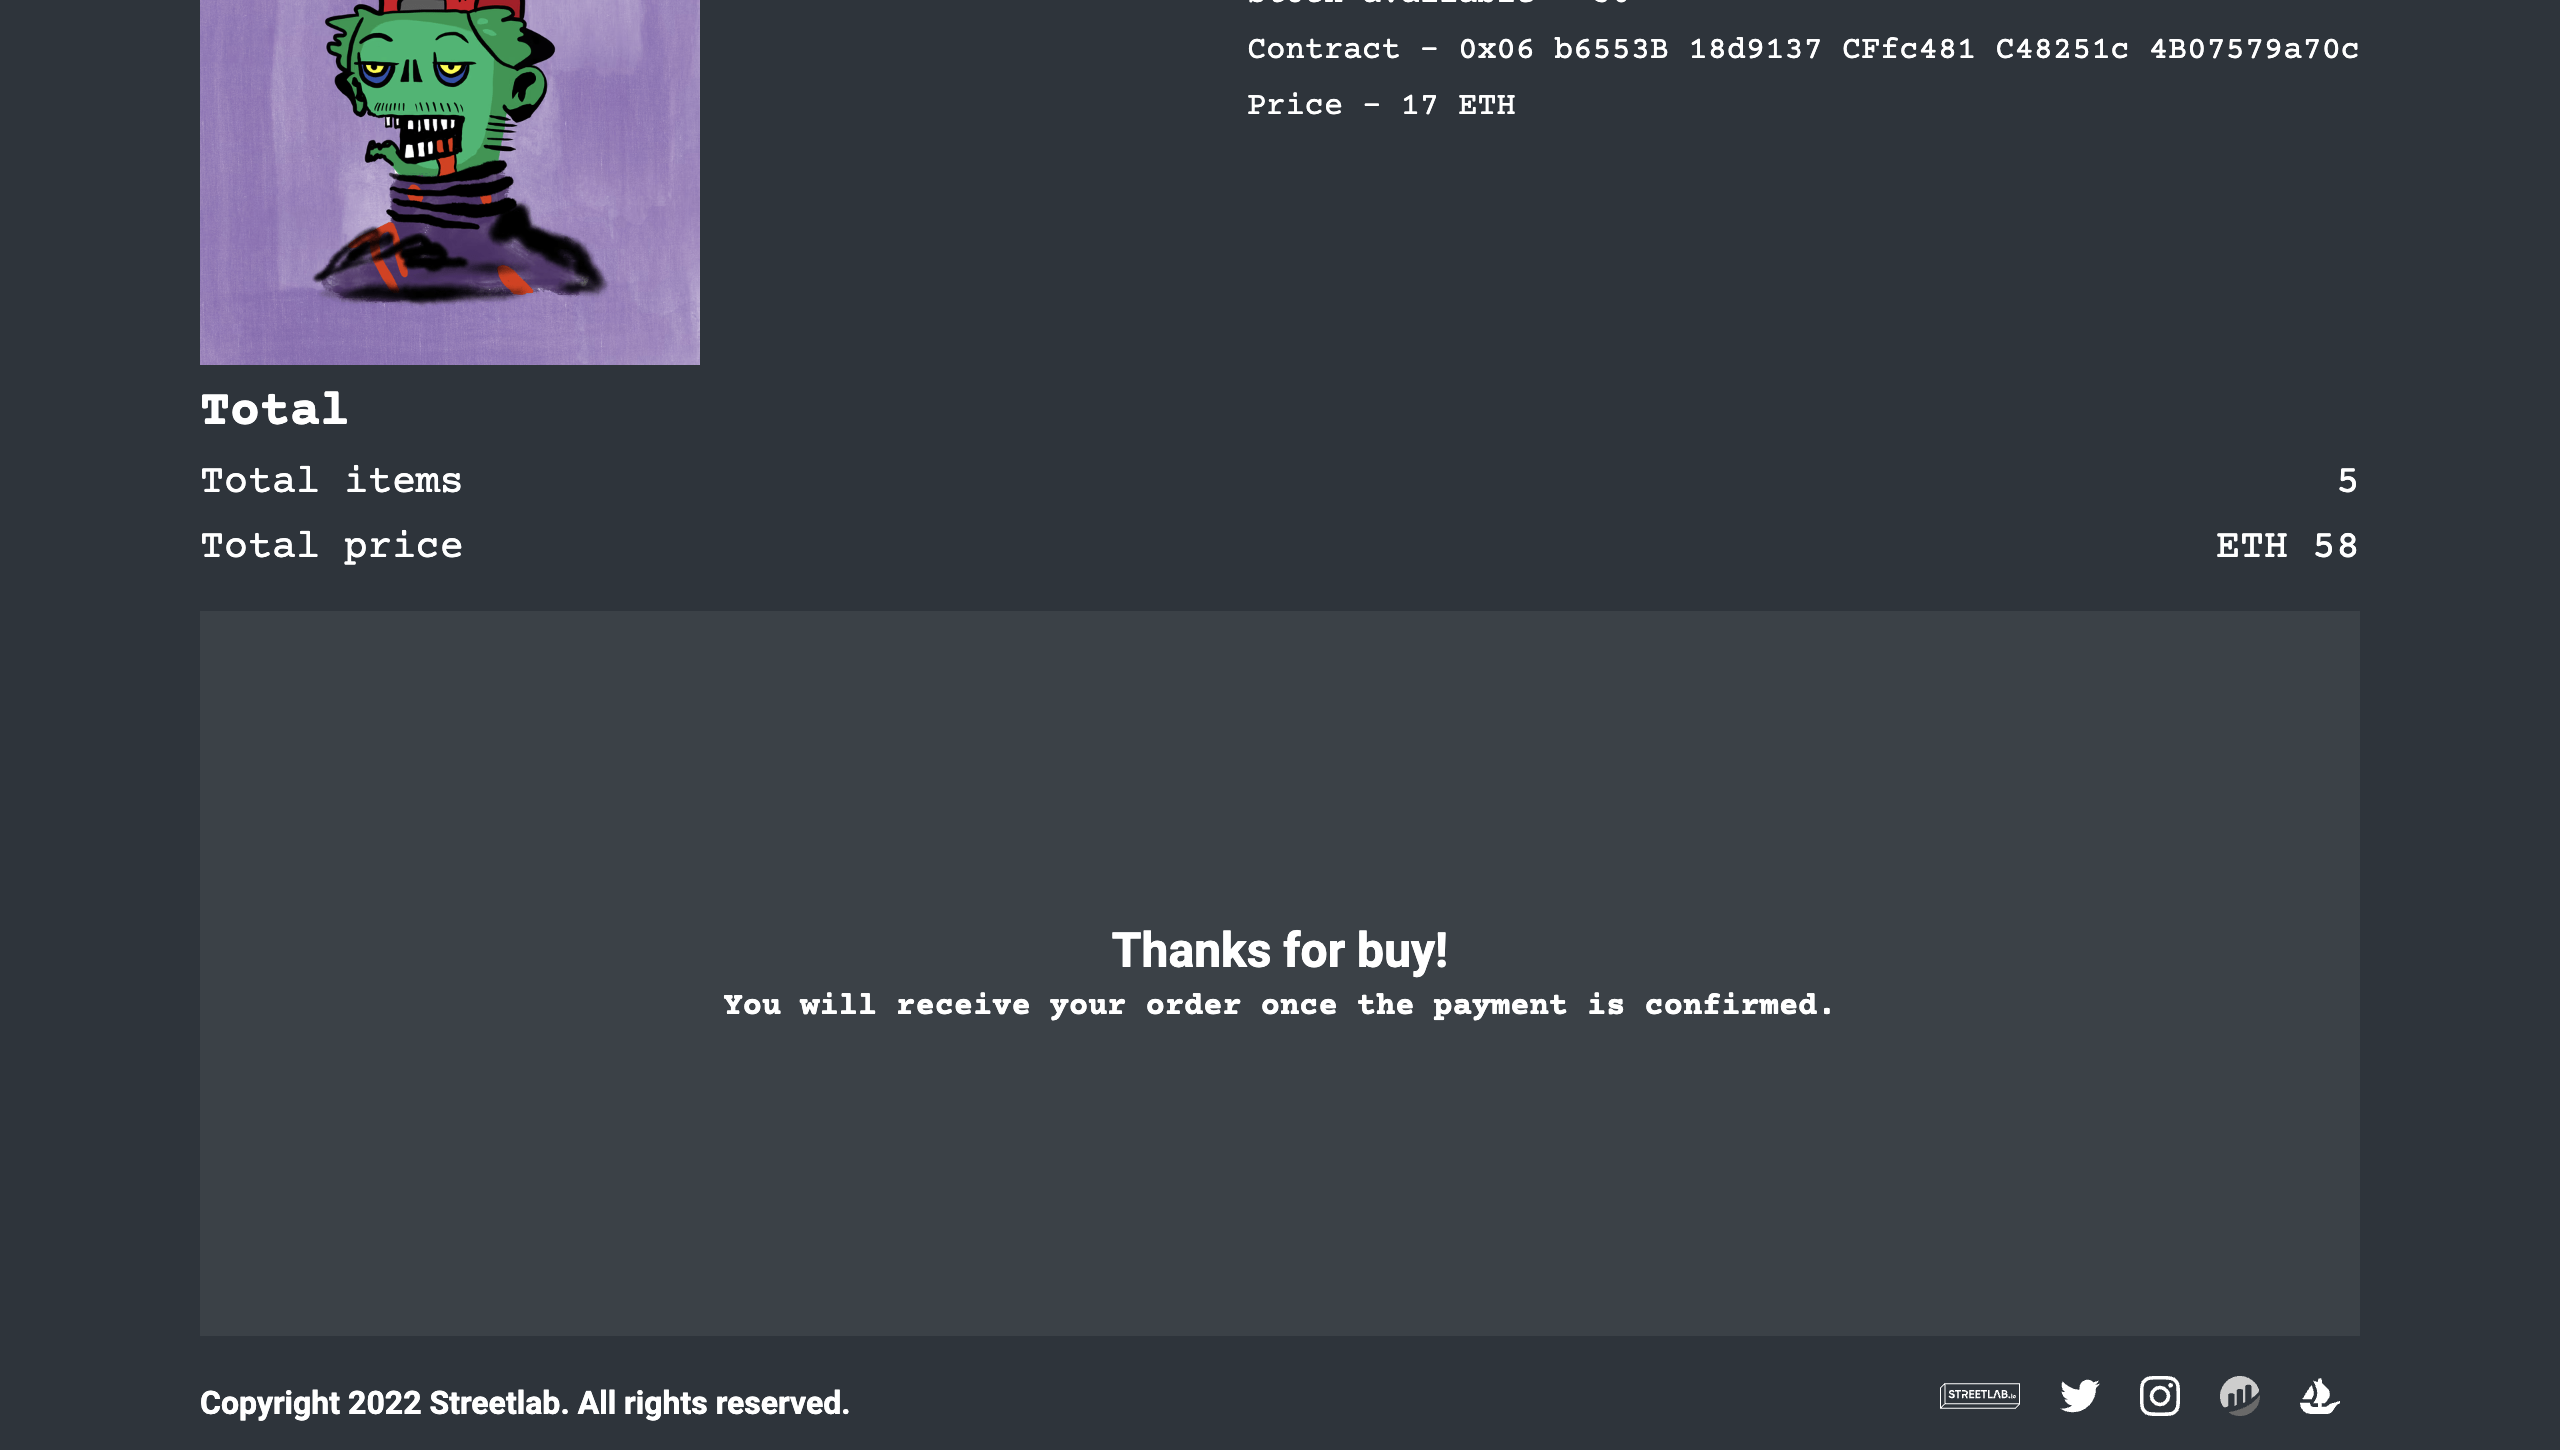 Contract - 0x06 b6553B 18d9137 CFfc481 C48251c 4B07579a70c
Price - 17 ETH
Total
Total items 5
Total price ETH 58
Thanks for buy!
You will receive your order once the payment is confirmed.
Copyright 2022 Streetlab. All rights reserved.
STREETLAB.io